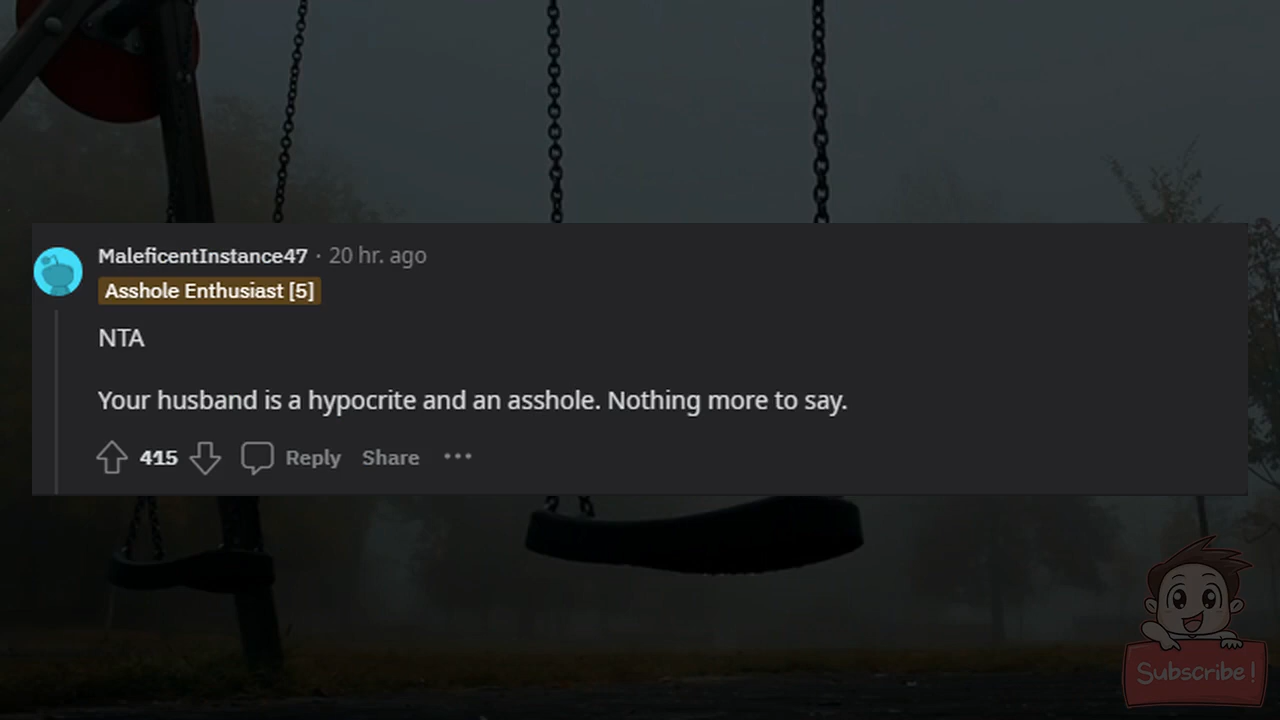 MaleficentInstance47 · 20 hr. ago
Asshole Enthusiast [5]
NTA
Your husband is a hypocrite and an asshole. Nothing more to say.
415 Reply Share ···
Subscribe!